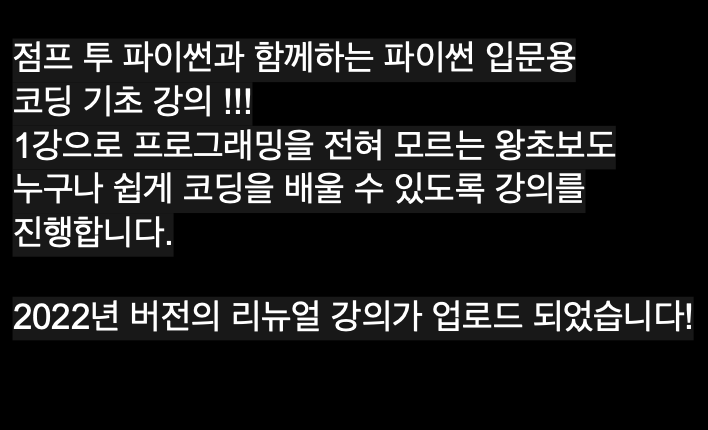 점프 투 파이썬과 함께하는 파이썬 입문용
코딩 기초 강의 !!!
1강으로 프로그래밍을 전혀 모르는 왕초보도
누구나 쉽게 코딩을 배울 수 있도록 강의를
진행합니다.
2022년 버전의 리뉴얼 강의가 업로드 되었습니다!